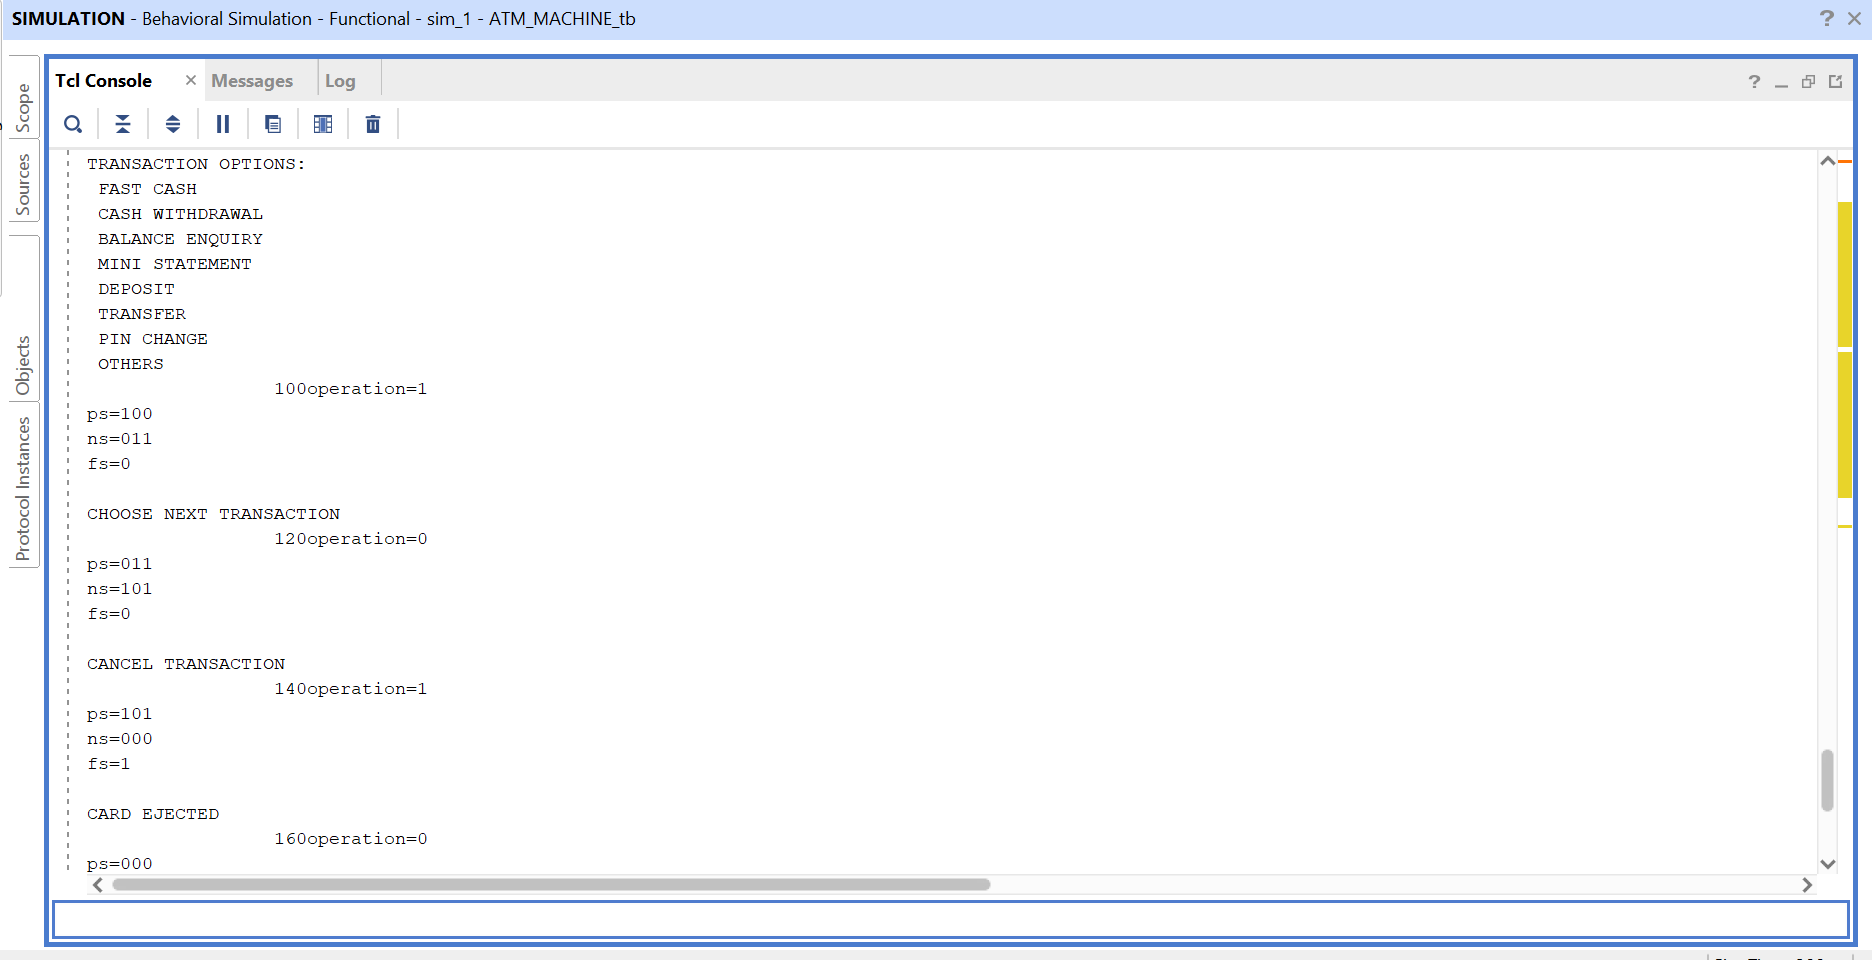 SIMULATION - Behavioral Simulation - Functional - sim_1 - ATM_MACHINE_tb
Scope
Sources
Objects
Protocol Instances
Tcl Console
Messages
Log
TRANSACTION OPTIONS:
FAST CASH
CASH WITHDRAWAL
BALANCE ENQUIRY
MINI STATEMENT
DEPOSIT
TRANSFER
PIN CHANGE
OTHERS
100operation=1
ps=100
ns=011
fs=0
CHOOSE NEXT TRANSACTION
120operation=0
ps=011
ns=101
fs=0
CANCEL TRANSACTION
140operation=1
ps=101
ns=000
fs=1
CARD EJECTED
160operation=0
ps=000